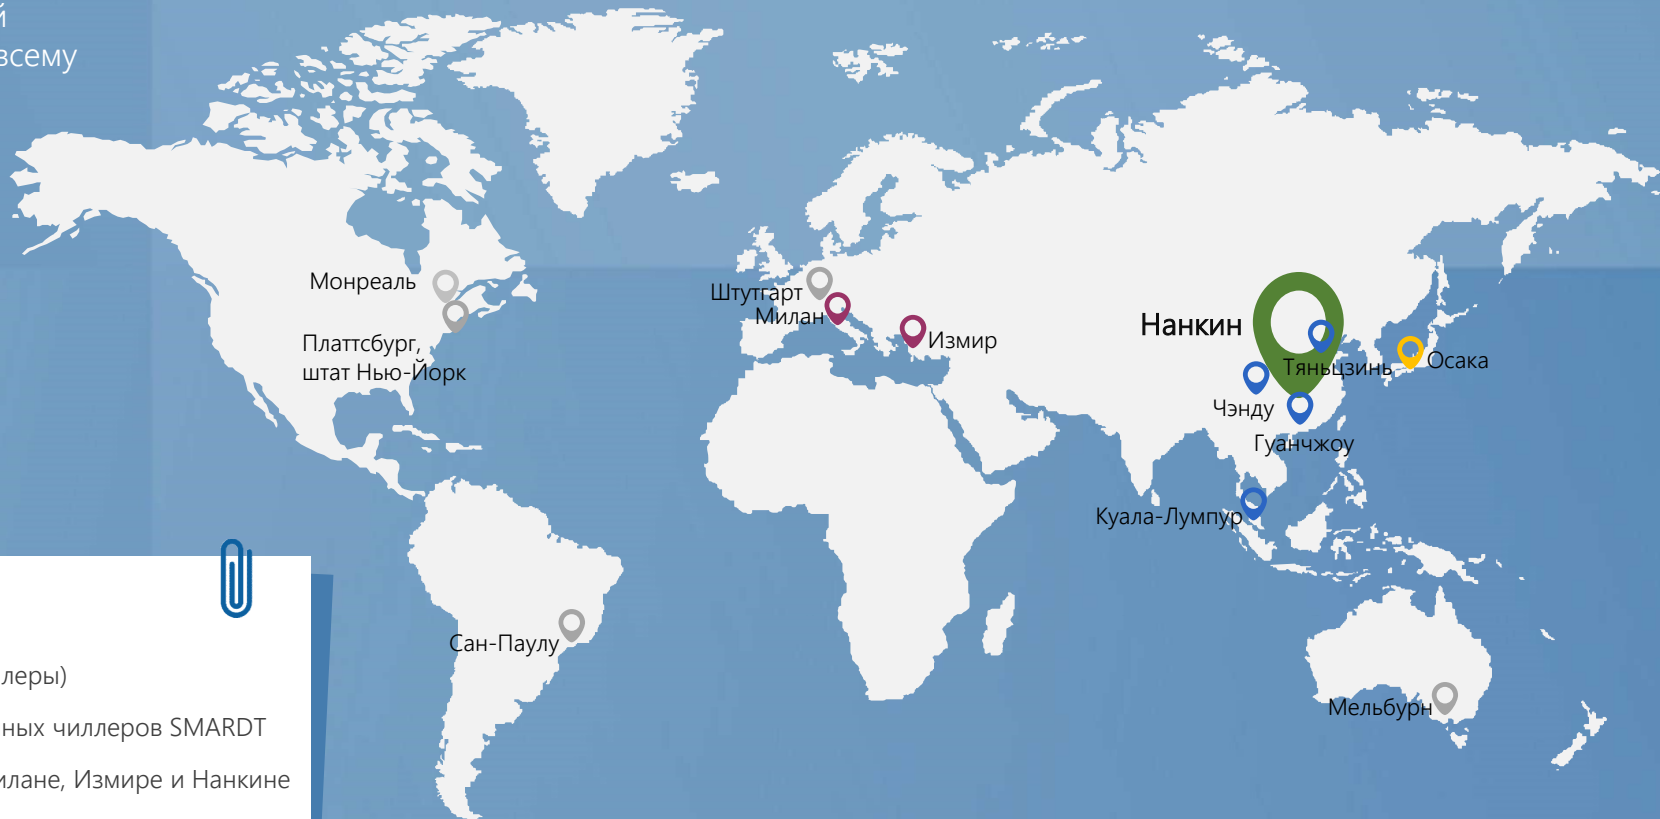 й
всему
Монреаль
Платтсбург,
штат Нью-Йорк
Штутгарт
Милан
Измир
Нанкин
Тяньцзинь
Осака
Чэнду
Гуанчжоу
Куала-Лумпур
Сан-Паулу
Мельбурн
леры)
ных чиллеров SMARDT
илане, Измире и Нанкине